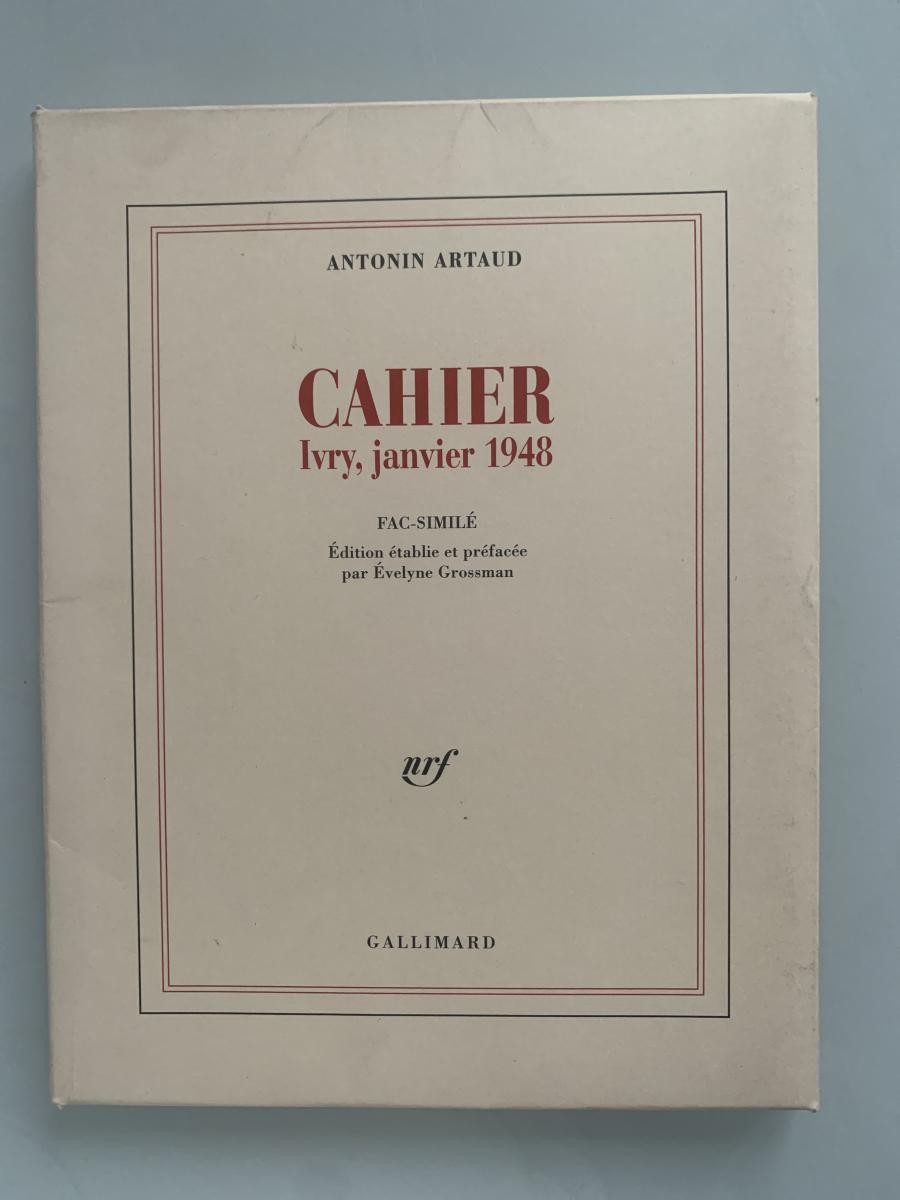 ANTONIN ARTAUD
CAHIER
Ivry, janvier 1948
FAC-SIMILÉ
Édition établie et préfacée
par Évelyne Grossman
nrf
GALLIMARD